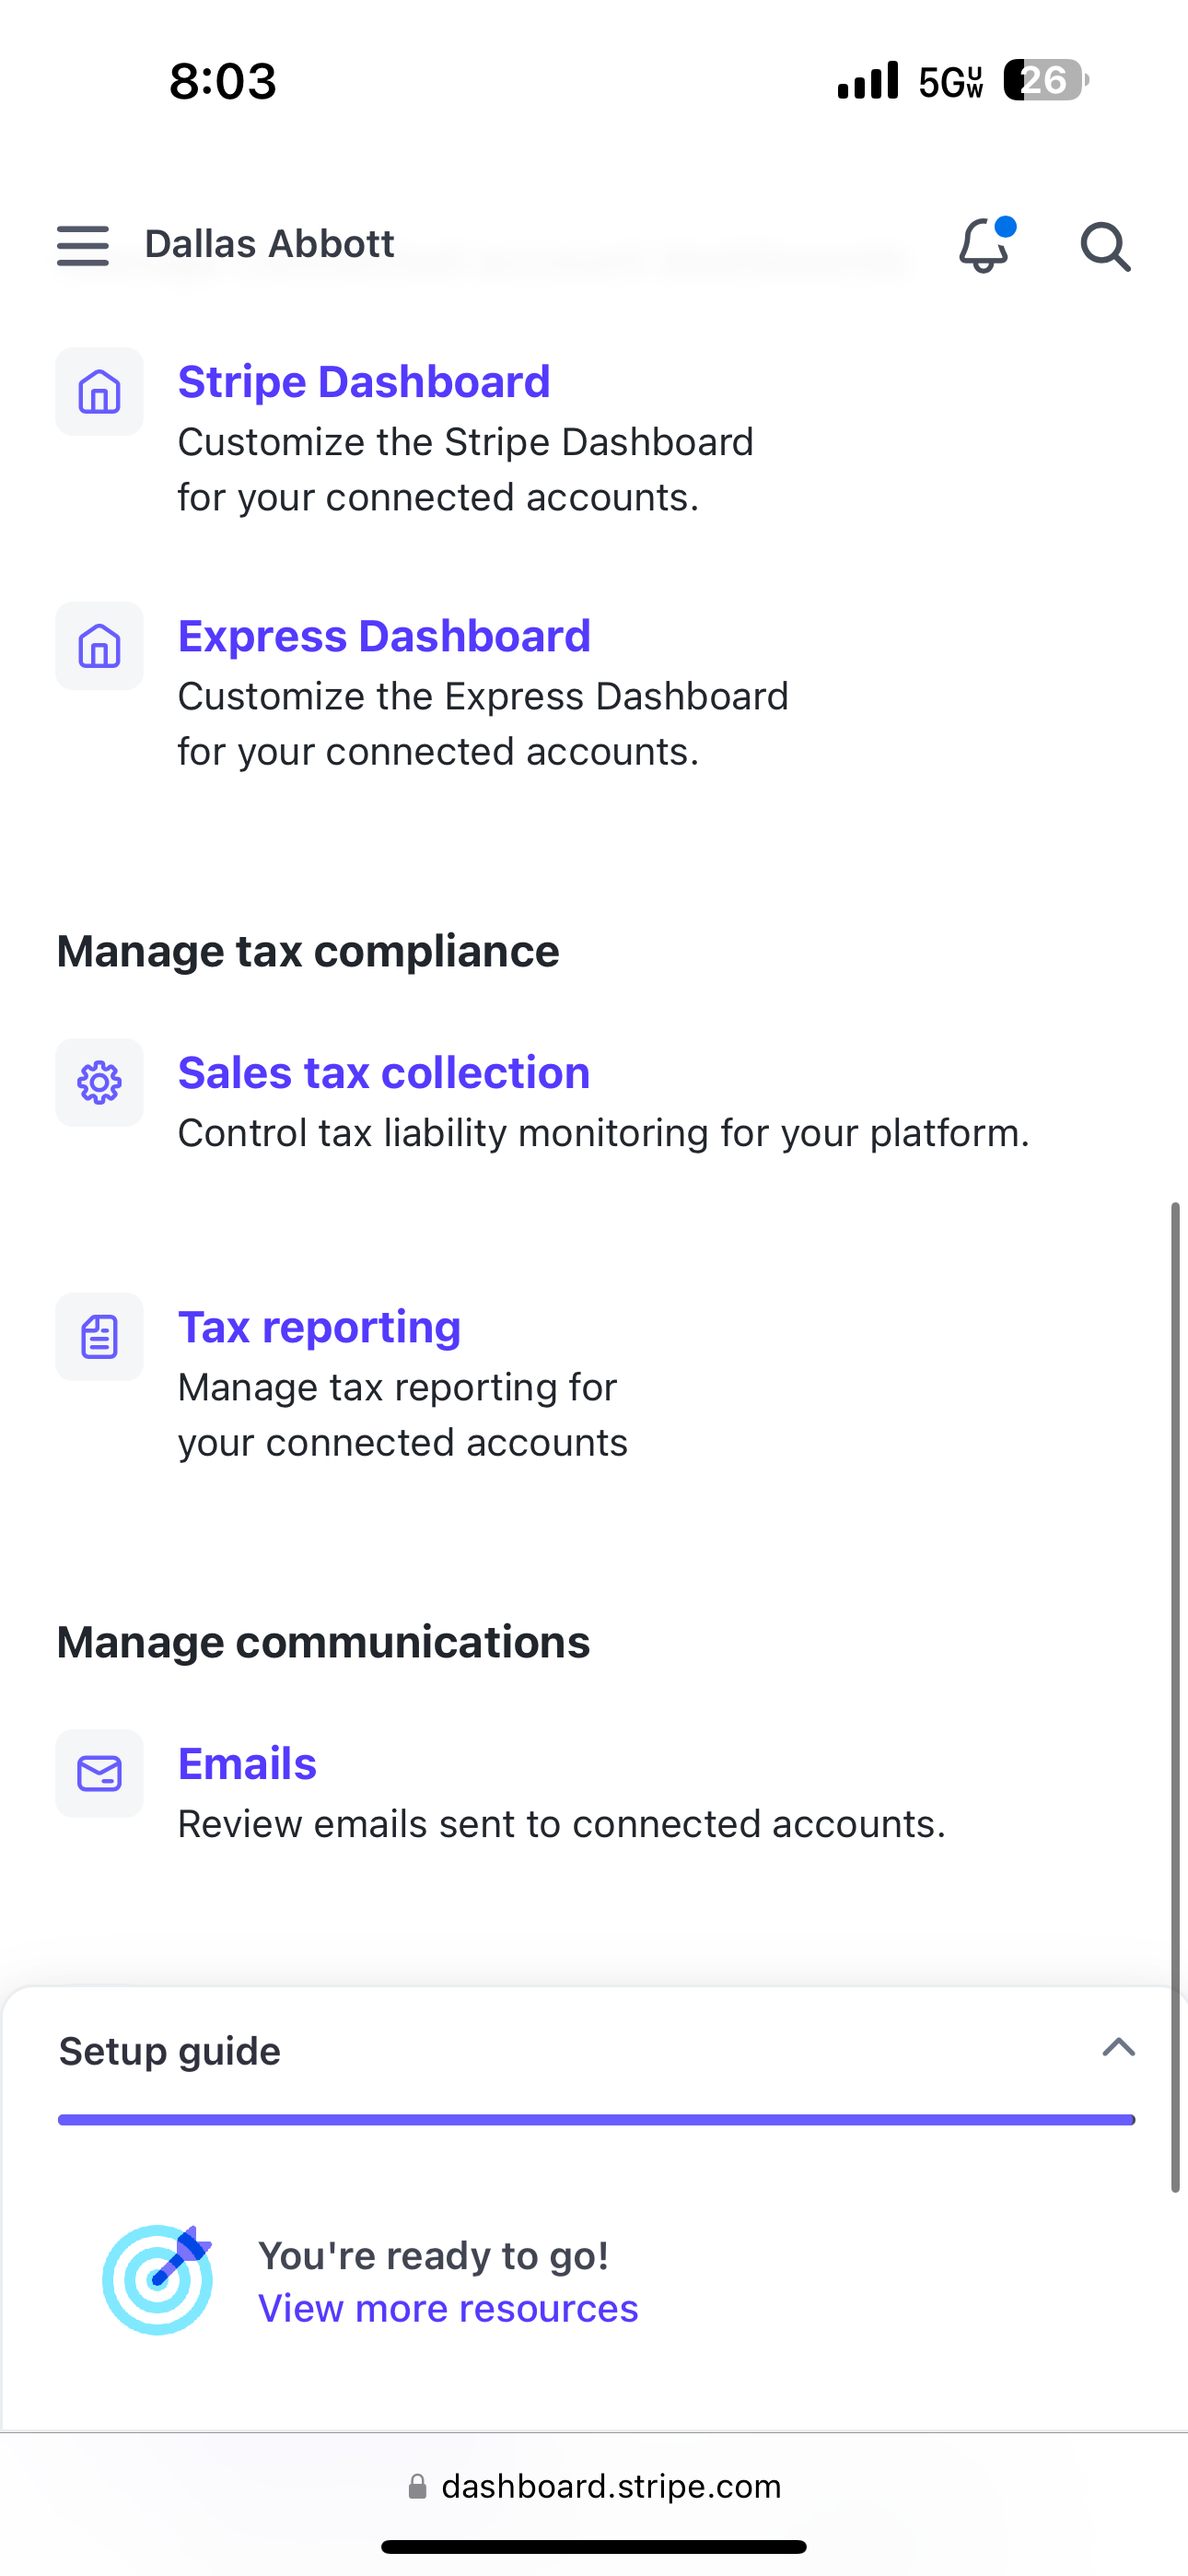 8:03
5G UW
26
Dallas Abbott
Stripe Dashboard
Customize the Stripe Dashboard
for your connected accounts.
Express Dashboard
Customize the Express Dashboard
for your connected accounts.
Manage tax compliance
Sales tax collection
Control tax liability monitoring for your platform.
Tax reporting
Manage tax reporting for
your connected accounts
Manage communications
Emails
Review emails sent to connected accounts.
Setup guide
You're ready to go!
View more resources
dashboard.stripe.com